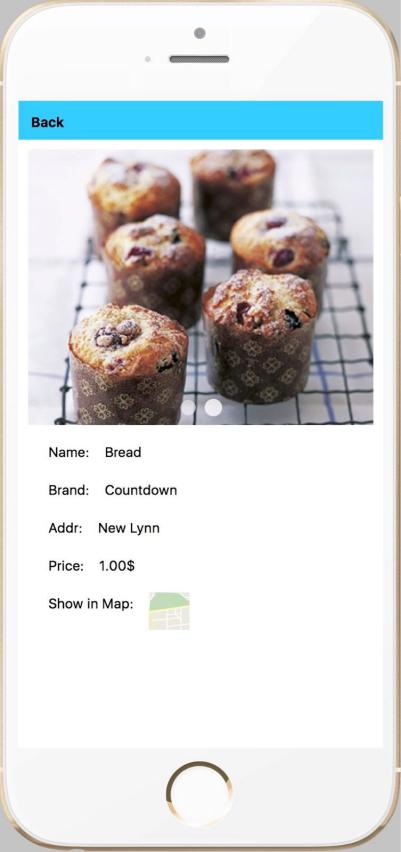 Back
Name: Bread
Brand: Countdown
Addr: New Lynn
Price: 1.00$
Show in Map: